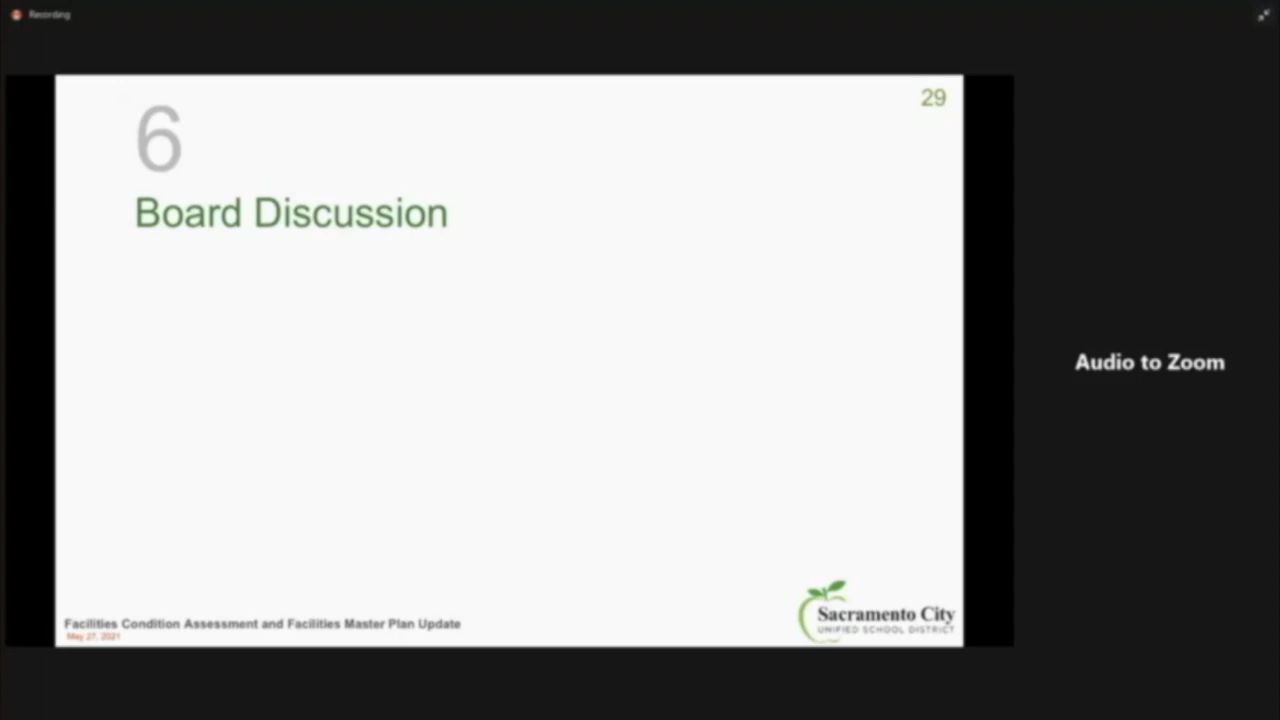 Recording
29
6
Board Discussion
Audio to Zoom
Facilities Condition Assessment and Facilities Master Plan Update
May 27, 2021
Sacramento City
UNIFIED SCHOOL DISTRICT